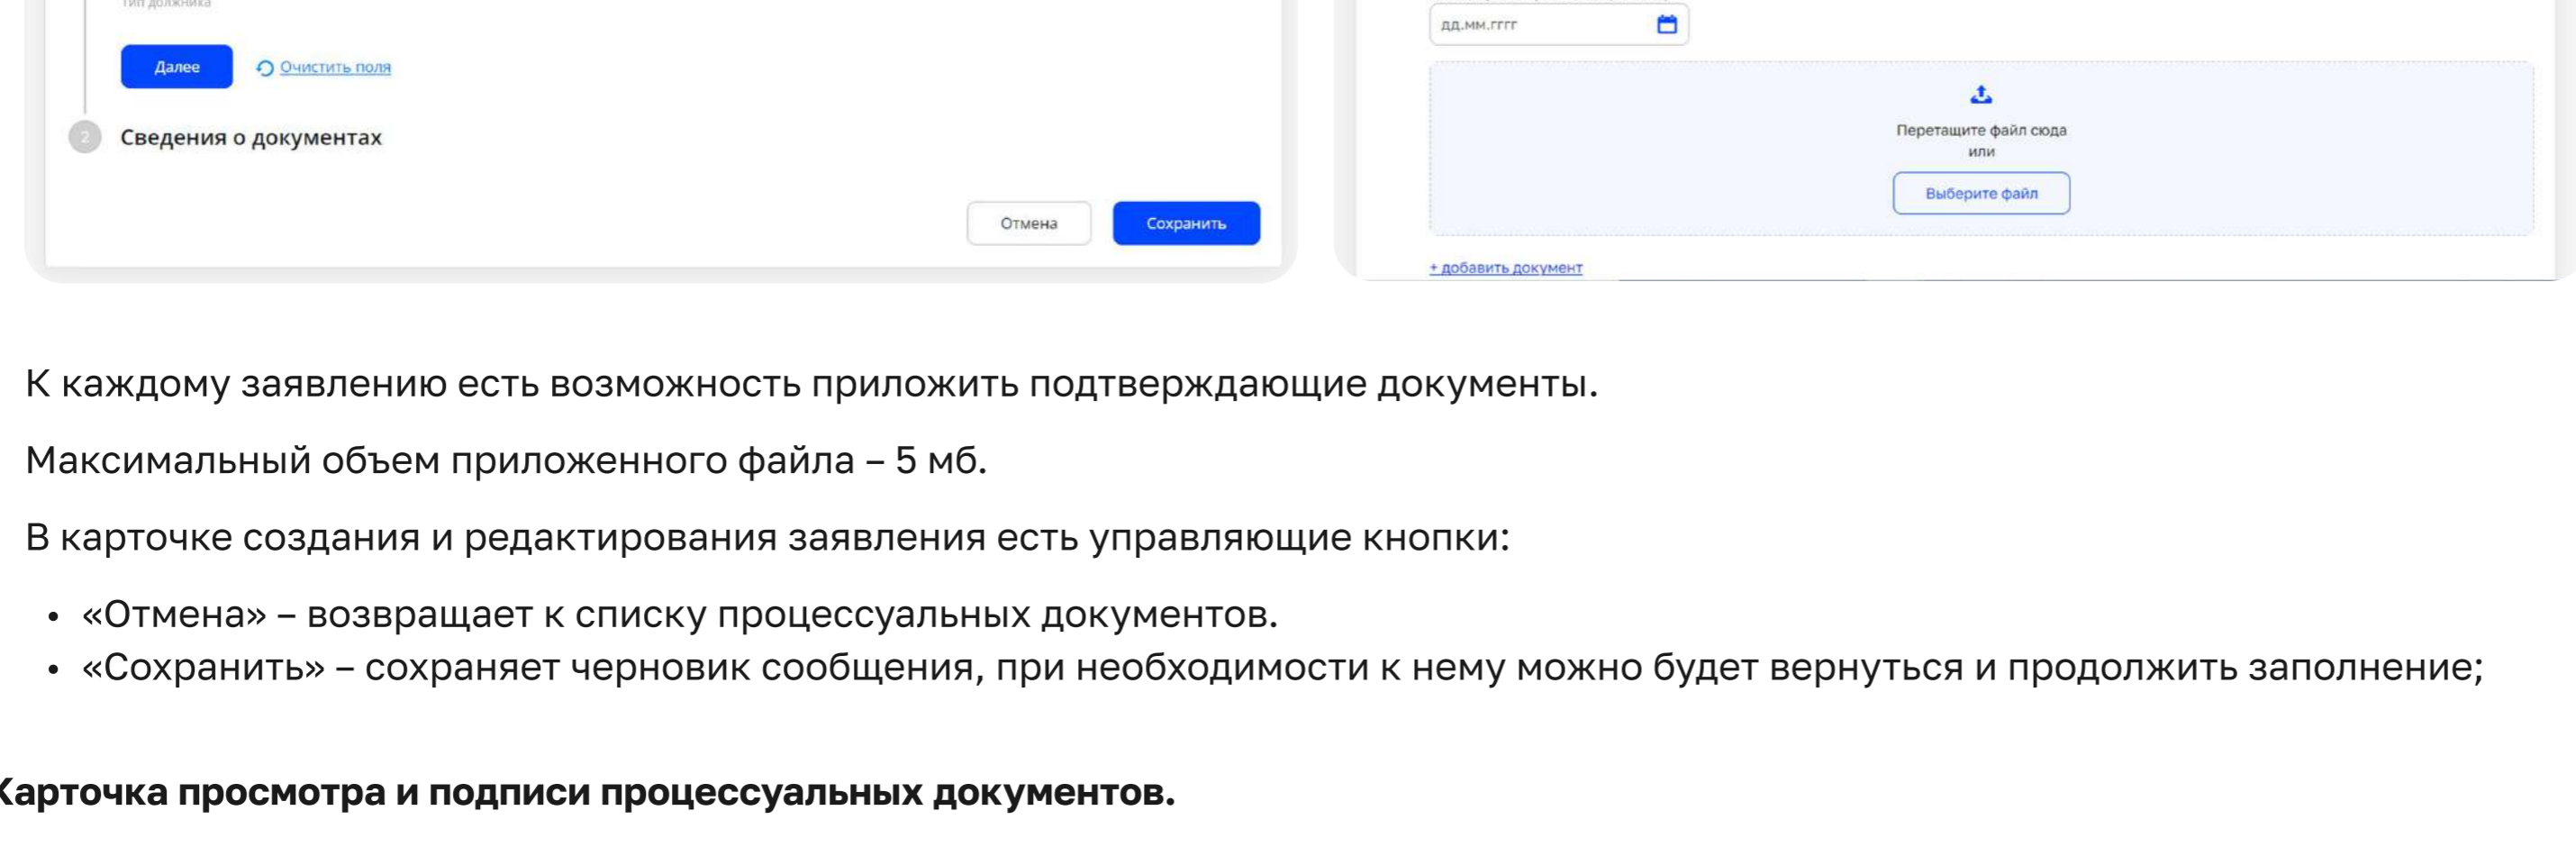 Тип должника
Далее
Очистить поля
2
Сведения о документах
Отмена
Сохранить
дд.мм.гггг
Перетащите файл сюда
или
Выберите файл
+ добавить документ
К каждому заявлению есть возможность приложить подтверждающие документы.
Максимальный объем приложенного файла – 5 мб.
В карточке создания и редактирования заявления есть управляющие кнопки:
• «Отмена» – возвращает к списку процессуальных документов.
• «Сохранить» – сохраняет черновик сообщения, при необходимости к нему можно будет вернуться и продолжить заполнение;
Карточка просмотра и подписи процессуальных документов.